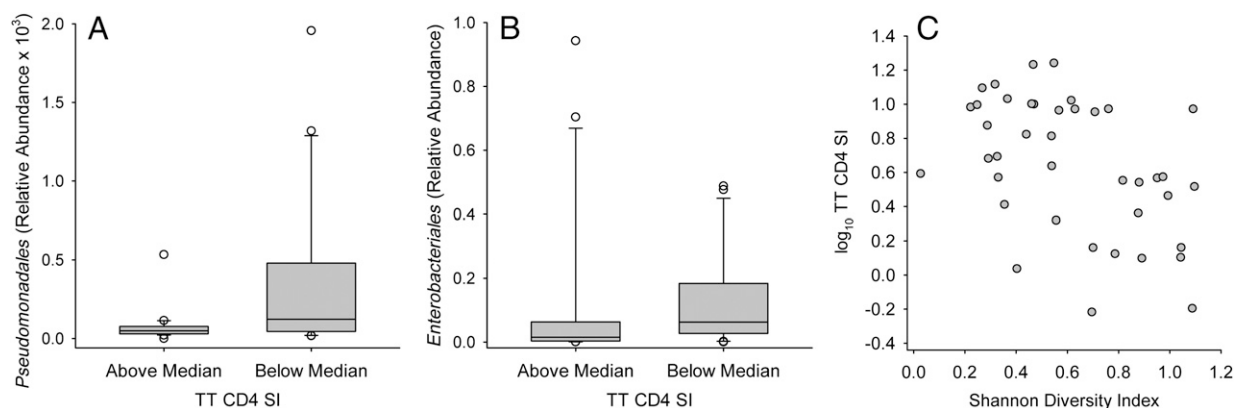 A
Pseudomonadales (Relative Abundance x 10³)
2.0
1.5
1.0
0.5
0.0
Above Median Below Median
TT CD4 SI
B
Enterobacteriales (Relative Abundance)
1.0
0.8
0.6
0.4
0.2
0.0
Above Median Below Median
TT CD4 SI
C
log₁₀ TT CD4 SI
1.4
1.2
1.0
0.8
0.6
0.4
0.2
0.0
-0.2
-0.4
0.0 0.2 0.4 0.6 0.8 1.0 1.2
Shannon Diversity Index